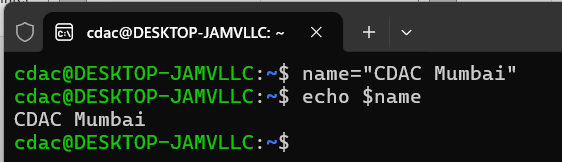 cdac@DESKTOP-JAMVLLC: ~
cdac@DESKTOP-JAMVLLC:~$ name="CDAC Mumbai"
cdac@DESKTOP-JAMVLLC:~$ echo $name
CDAC Mumbai
cdac@DESKTOP-JAMVLLC:~$